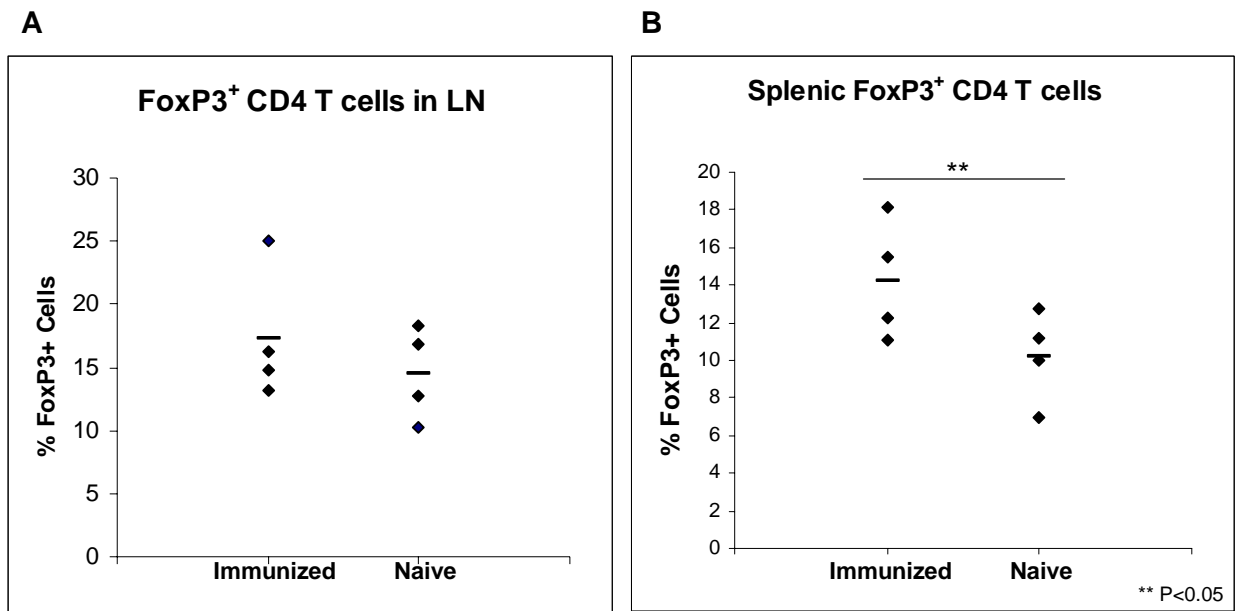 A
B
FoxP3⁺ CD4 T cells in LN
% FoxP3+ Cells
30
25
20
15
10
5
0
Immunized
Naive
Splenic FoxP3⁺ CD4 T cells
% FoxP3+ Cells
20
18
16
14
12
10
8
6
4
2
0
**
Immunized
Naive
** P<0.05